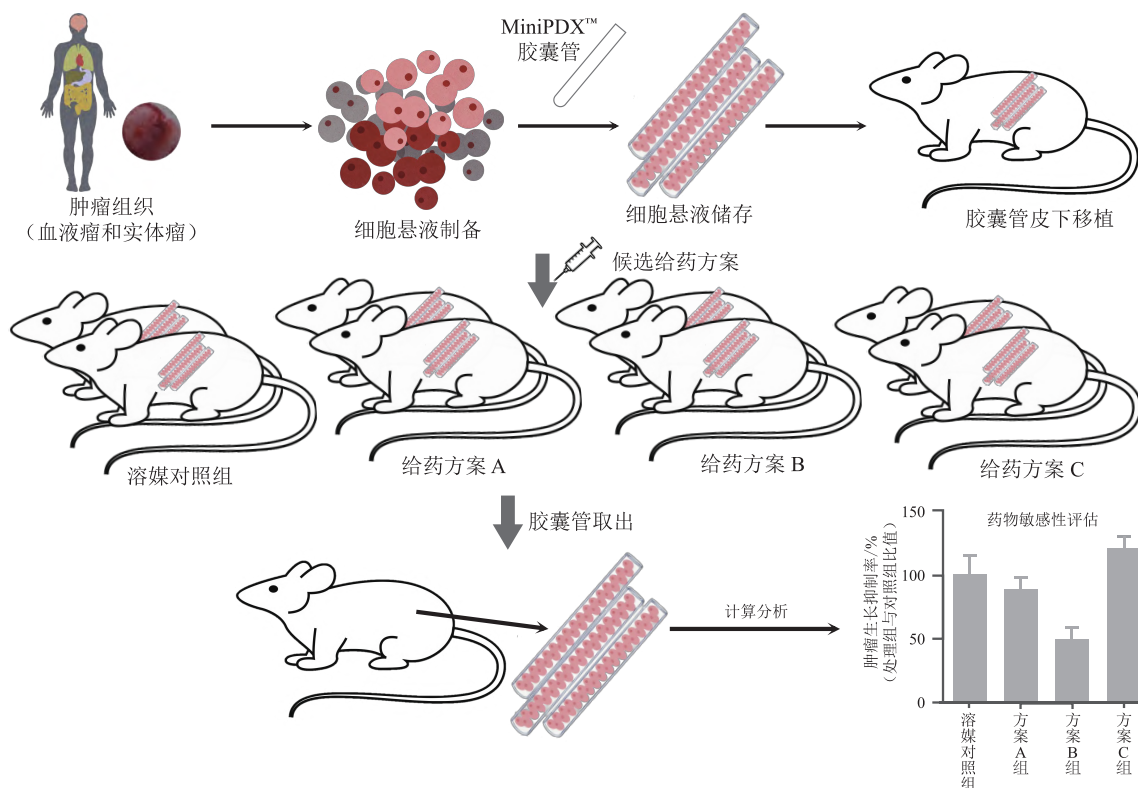 MiniPDX™
胶囊管
肿瘤组织
（血液瘤和实体瘤）
细胞悬液制备
细胞悬液储存
胶囊管皮下移植
候选给药方案
溶媒对照组
给药方案 A
给药方案 B
给药方案 C
胶囊管取出
计算分析
药物敏感性评估
肿瘤生长抑制率/%
（处理组与对照组比值）
150
100
50
0
溶媒对照组
方案A组
方案B组
方案C组